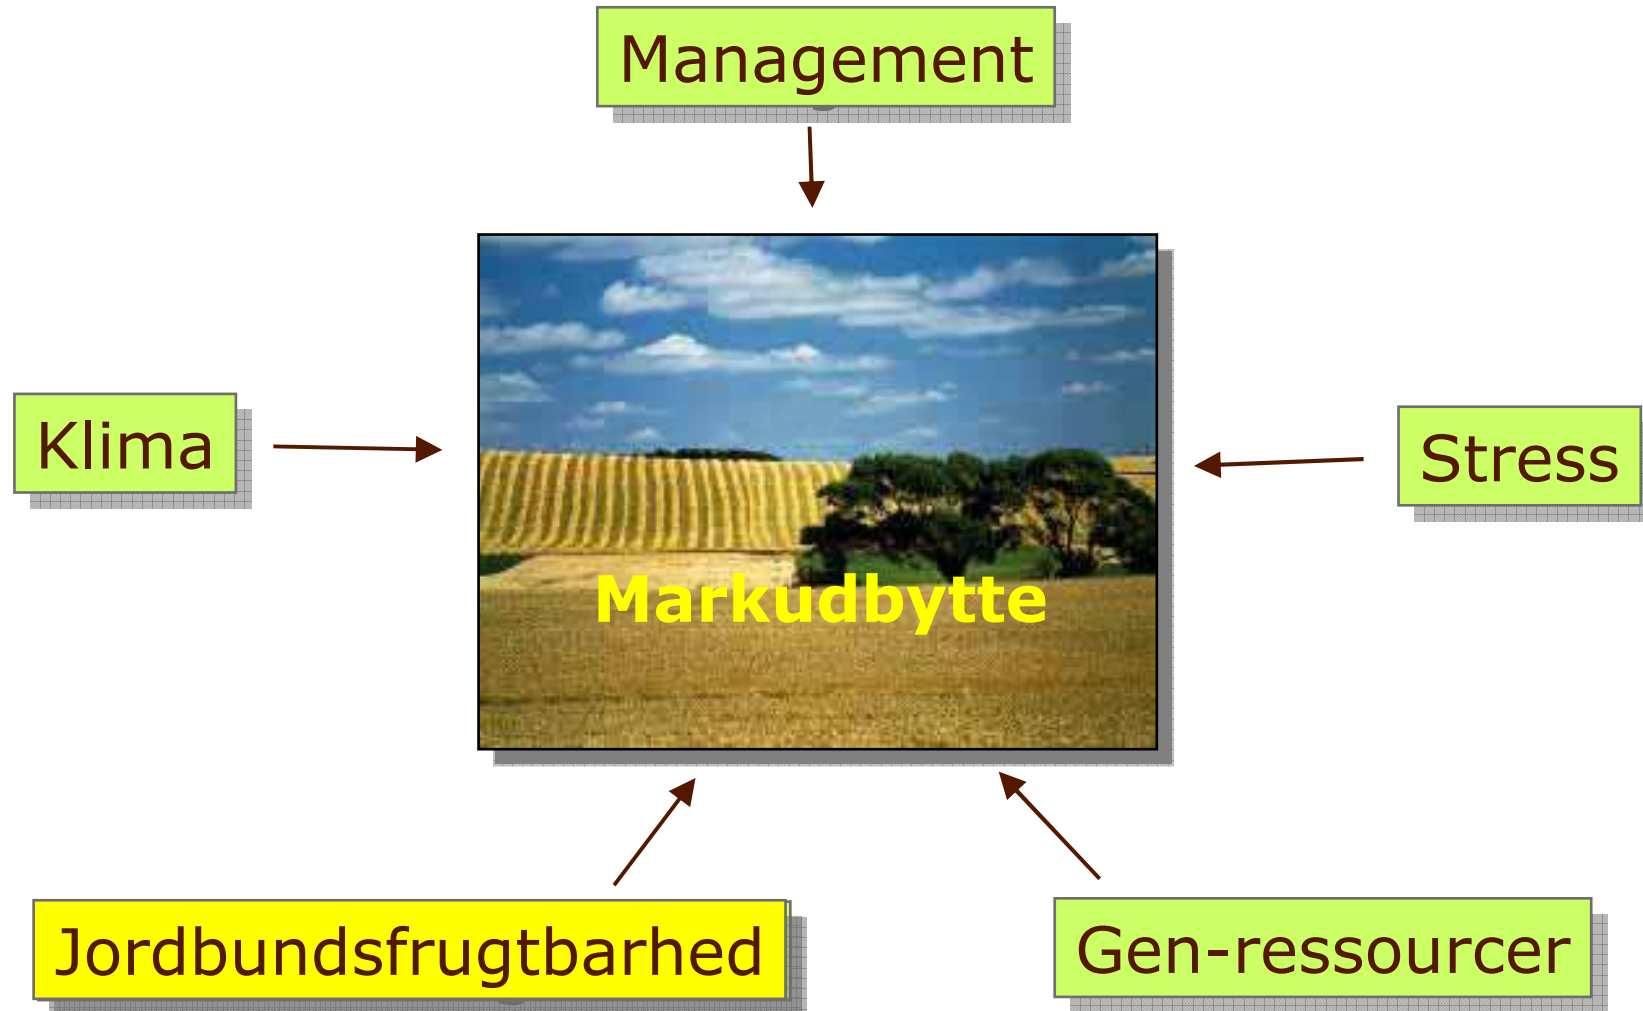 Management
Klima
Stress
Markudbytte
Jordbundsfrugtbarhed
Gen-ressourcer